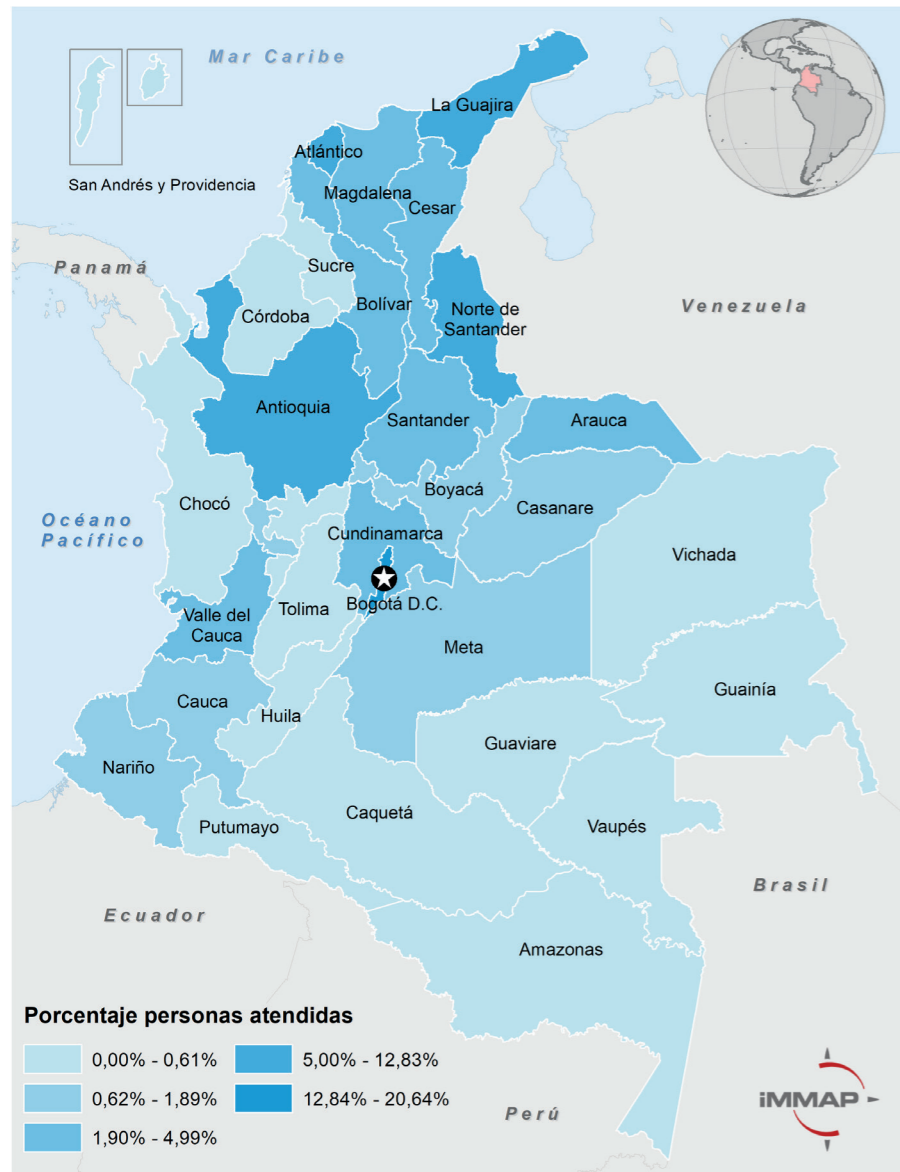 Mar Caribe
La Guajira
Atlántico
San Andrés y Providencia
Magdalena
Cesar
Panamá
Sucre
Córdoba
Bolívar
Norte de
Santander
Venezuela
Antioquia
Santander
Arauca
Chocó
Boyacá
Casanare
Océano
Pacífico
Cundinamarca
Vichada
Bogotá D.C.
Tolima
Valle del
Cauca
Meta
Cauca
Huila
Guainía
Guaviare
Nariño
Caquetá
Putumayo
Vaupés
Brasil
Ecuador
Amazonas
Porcentaje personas atendidas
0,00% - 0,61%
5,00% - 12,83%
0,62% - 1,89%
12,84% - 20,64%
1,90% - 4,99%
Perú
iMMAP